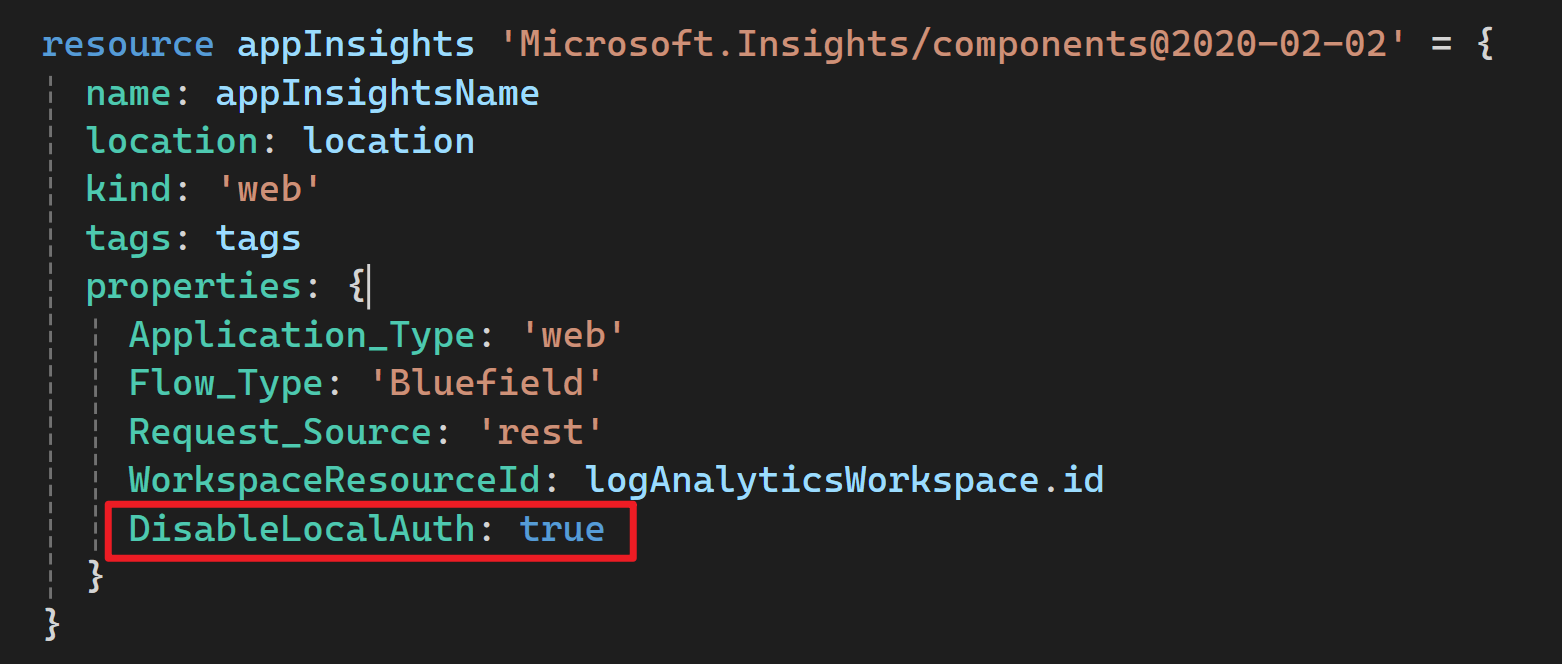 resource appInsights 'Microsoft.Insights/components@2020-02-02' = {
  name: appInsightsName
  location: location
  kind: 'web'
  tags: tags
  properties: {
    Application_Type: 'web'
    Flow_Type: 'Bluefield'
    Request_Source: 'rest'
    WorkspaceResourceId: logAnalyticsWorkspace.id
    DisableLocalAuth: true
  }
}